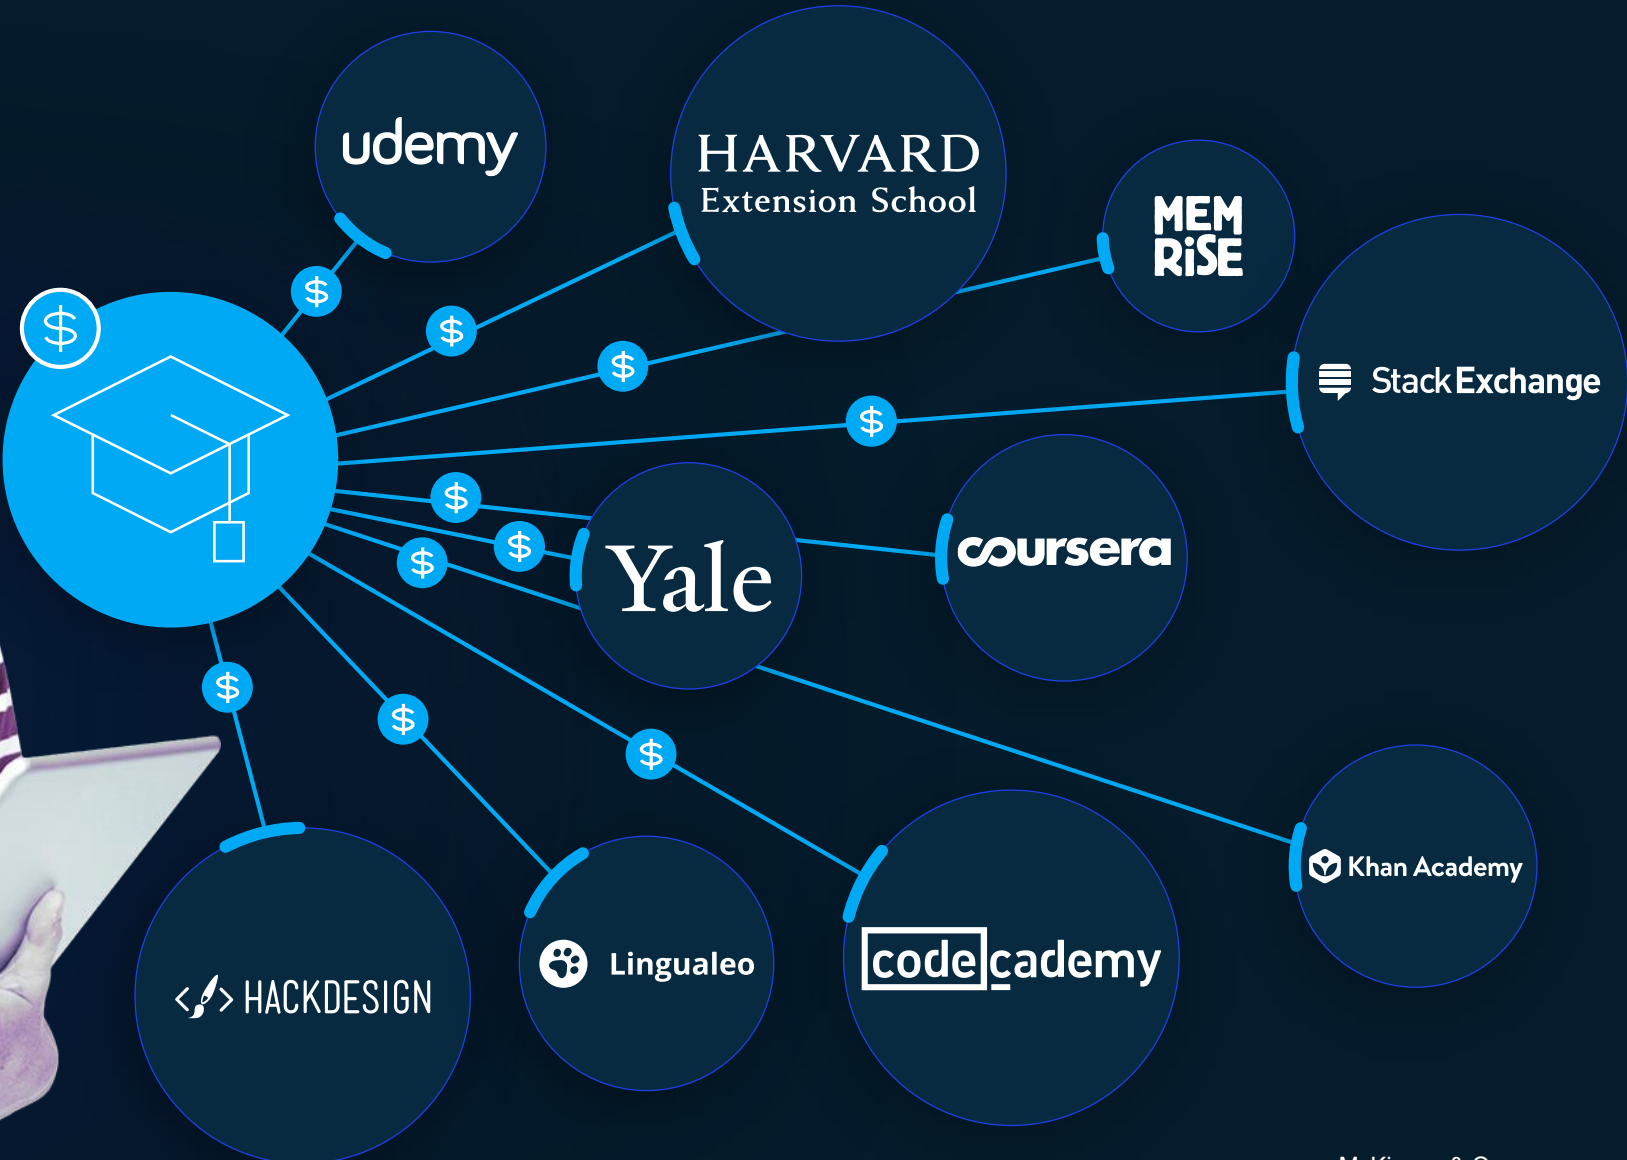 udemy
HARVARD
Extension School
MEM
RiSE
StackExchange
$
$
$
$
$
$
$
$
coursera
Yale
$
$
$
Khan Academy
codecademy
Lingualeo
HACKDESIGN